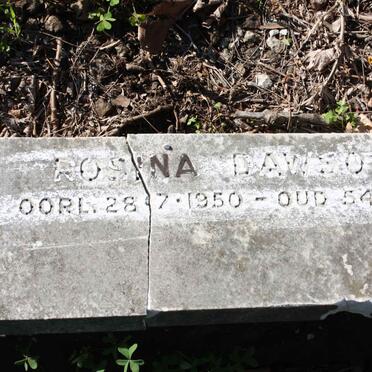 ROSINA DAWSO
OORL. 28·7·1950 – OUD 54